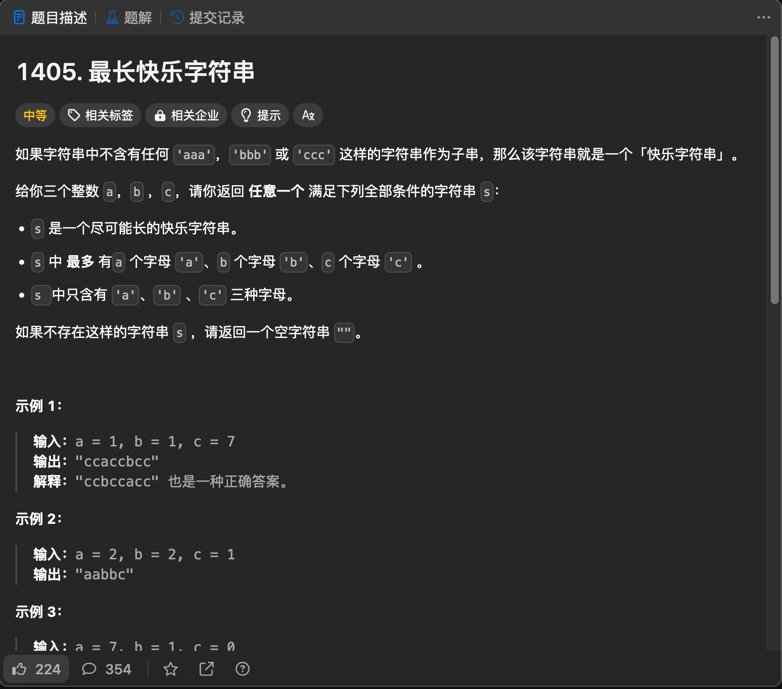 题目描述 | 题解 | 提交记录
1405. 最长快乐字符串
中等 相关标签 相关企业 提示
如果字符串中不含有任何 'aaa'，'bbb' 或 'ccc' 这样的字符串作为子串，那么该字符串就是一个「快乐字符串」。
给你三个整数 a，b ，c，请你返回 任意一个 满足下列全部条件的字符串 s：
• s 是一个尽可能长的快乐字符串。
• s 中 最多 有a 个字母 'a'、b 个字母 'b'、c 个字母 'c' 。
• s 中只含有 'a'、'b' 、'c' 三种字母。
如果不存在这样的字符串 s ，请返回一个空字符串 ""。
示例 1：
输入：a = 1, b = 1, c = 7
输出："ccaccbcc"
解释："ccbccacc" 也是一种正确答案。
示例 2：
输入：a = 2, b = 2, c = 1
输出："aabbc"
示例 3：
输入：a = 7, b = 1, c = 0
224 354